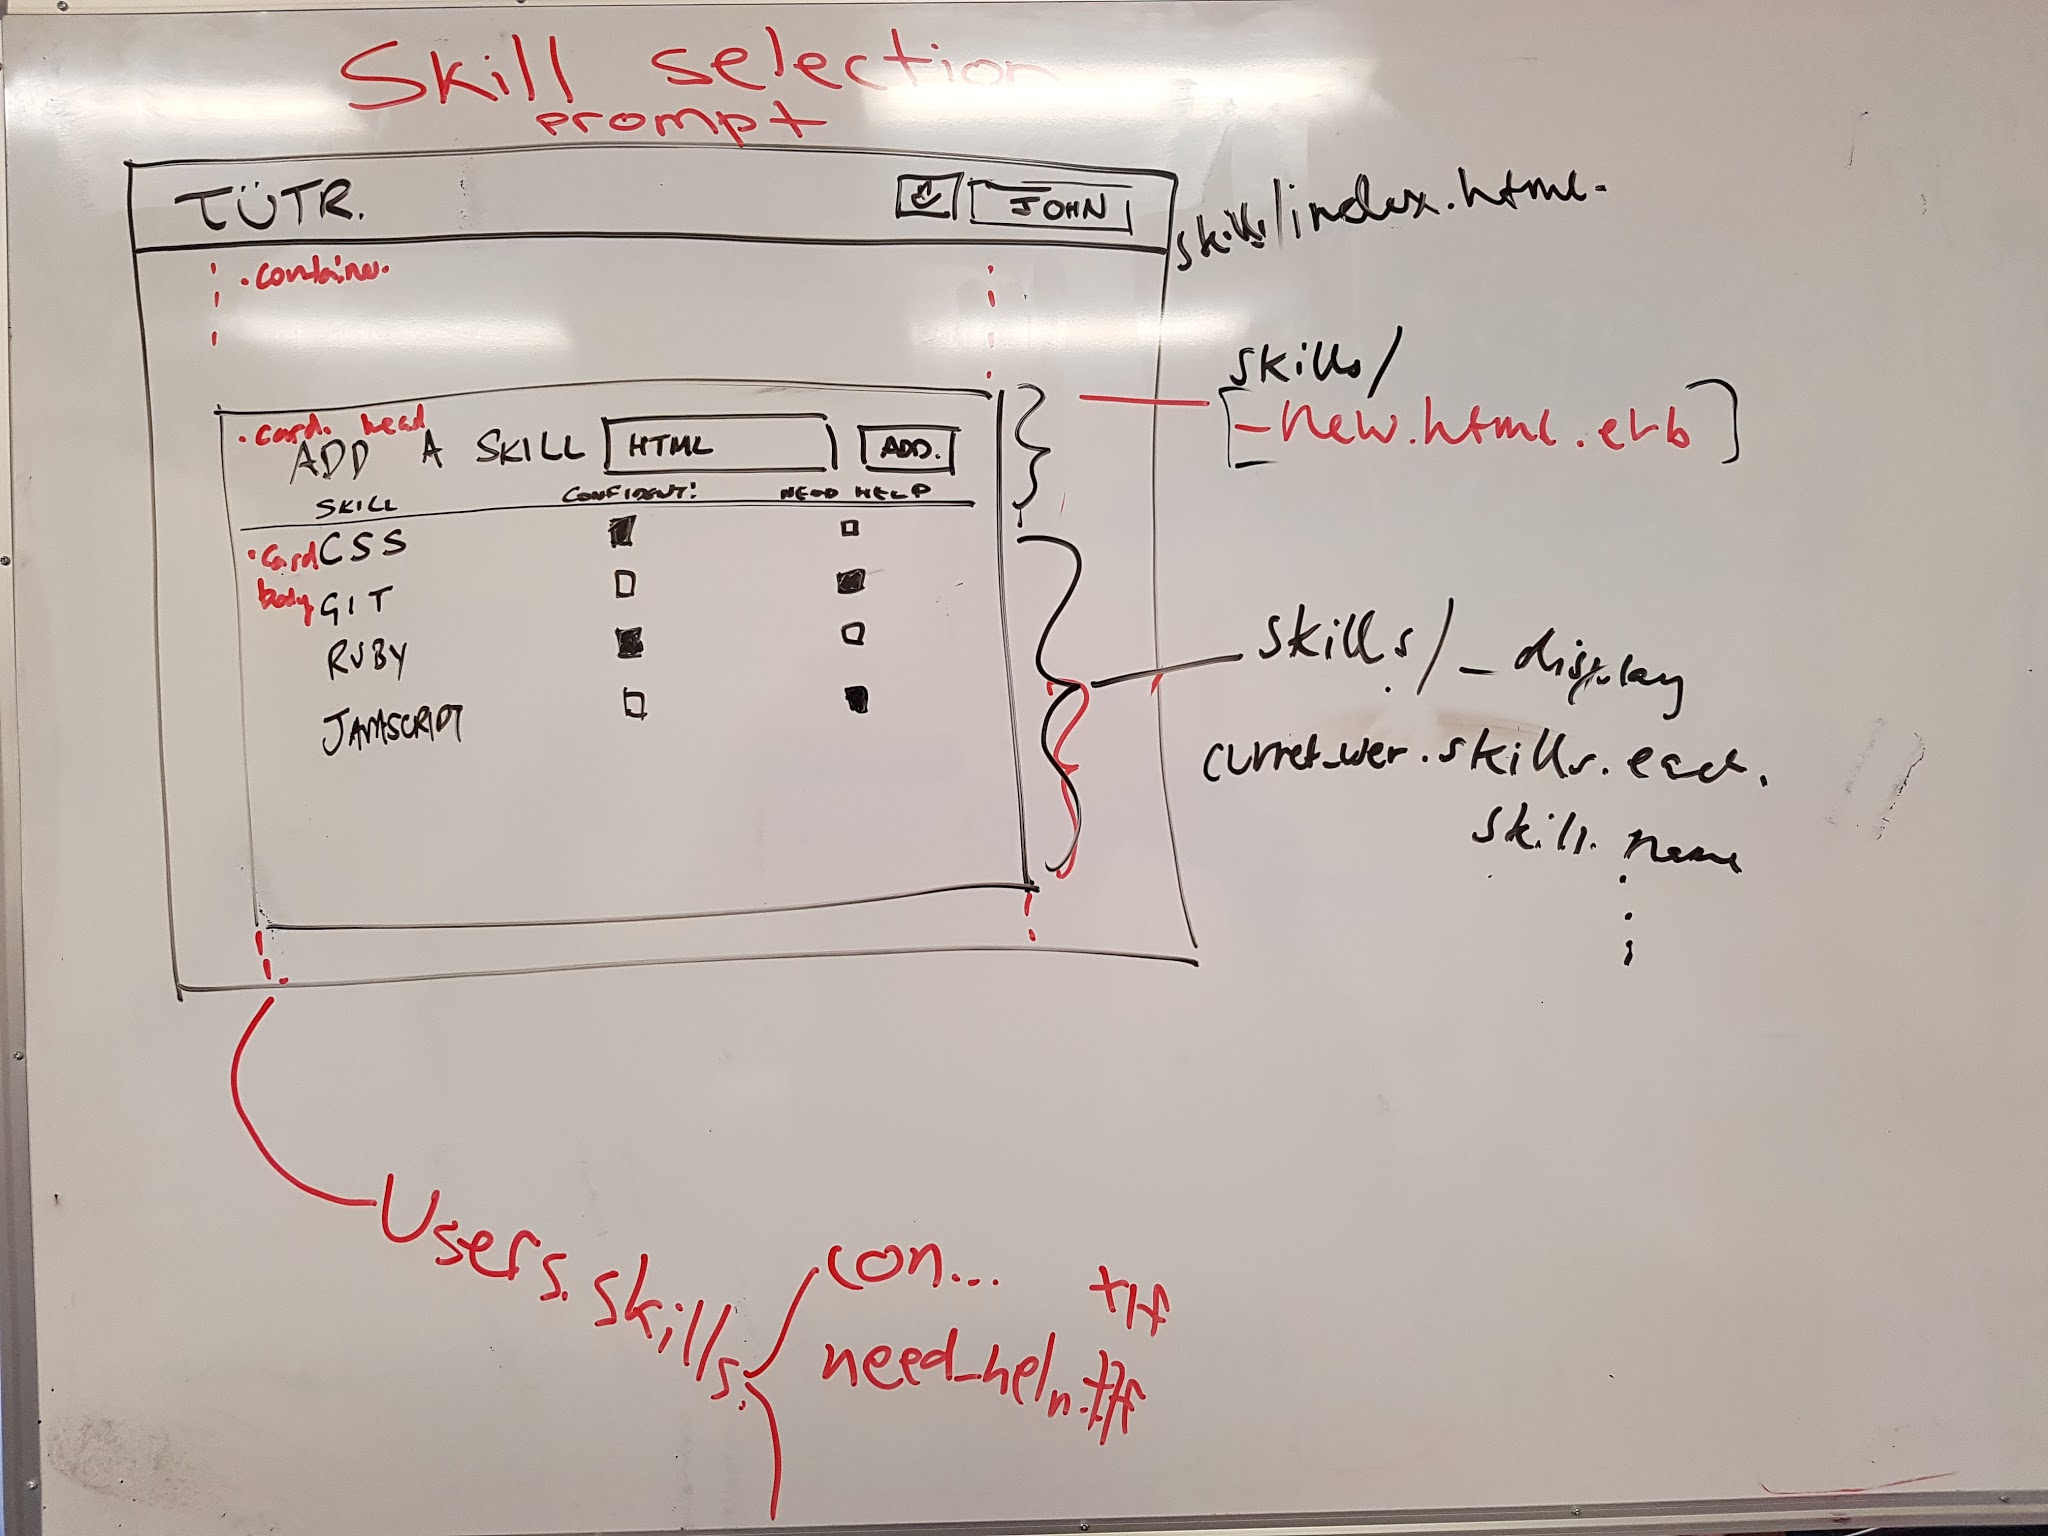 Skill selection
prompt
TÜTR.
JOHN
skills/index.html.
.container.
skills/
_new.html.erb
.card. head
ADD A SKILL
HTML
ADD.
SKILL
CONFIDENT!
NEED HELP
.card
body
CSS
GIT
RUBY
JAVASCRIPT
skills/_display
curret_user.skills.each.
skill.name
Users.skills.
con... t/f
need_help.t/f